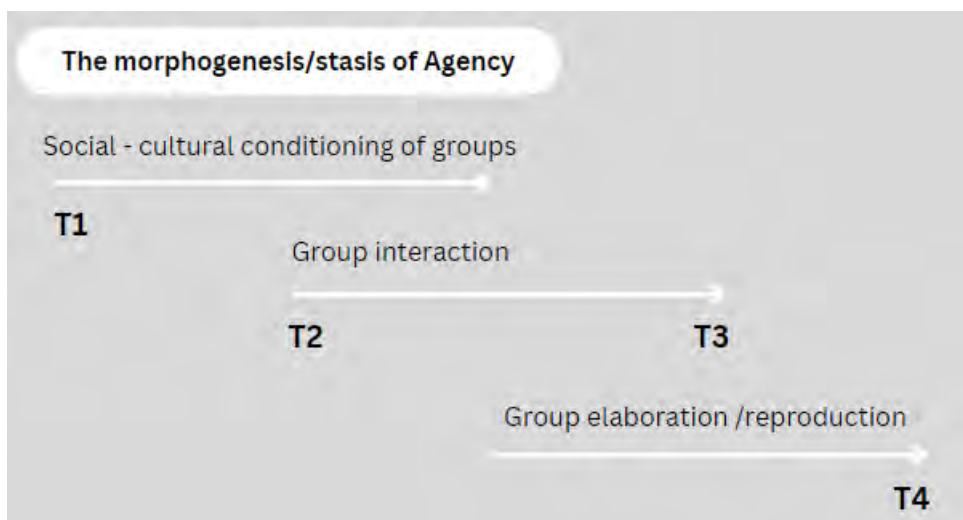 The morphogenesis/stasis of Agency
Social - cultural conditioning of groups
T1
Group interaction
T2
T3
Group elaboration /reproduction
T4